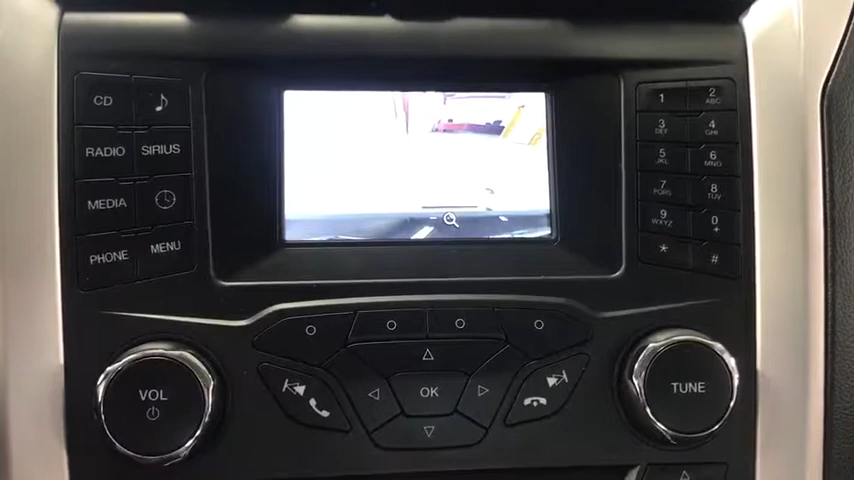 CD
RADIO SIRIUS
MEDIA
PHONE MENU
1 2 ABC
3 DEF 4 GHI
5 JKL 6 MNO
7 PQRS 8 TUV
9 WXYZ 0 +
* #
VOL
OK
TUNE